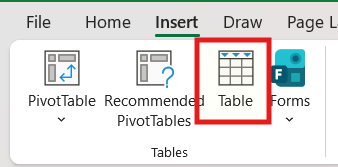 File Home Insert Draw Page L
PivotTable Recommended PivotTables Table Forms
Tables